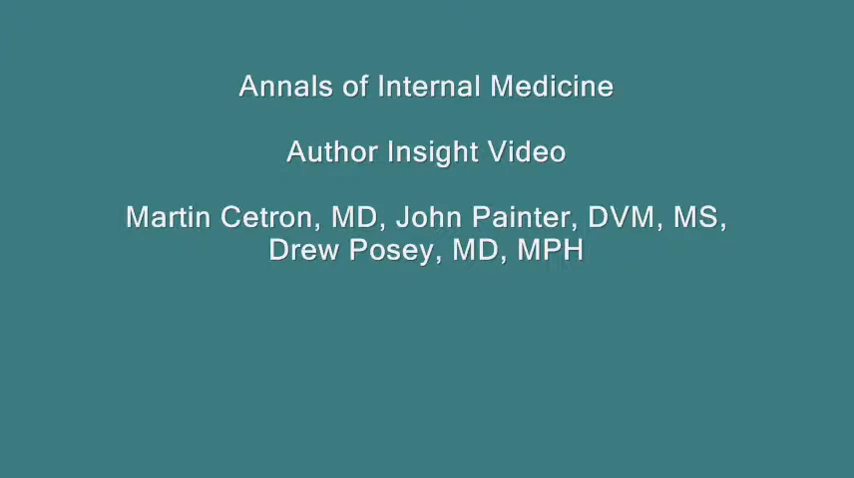 Annals of Internal Medicine
Author Insight Video
Martin Cetron, MD, John Painter, DVM, MS,
Drew Posey, MD, MPH